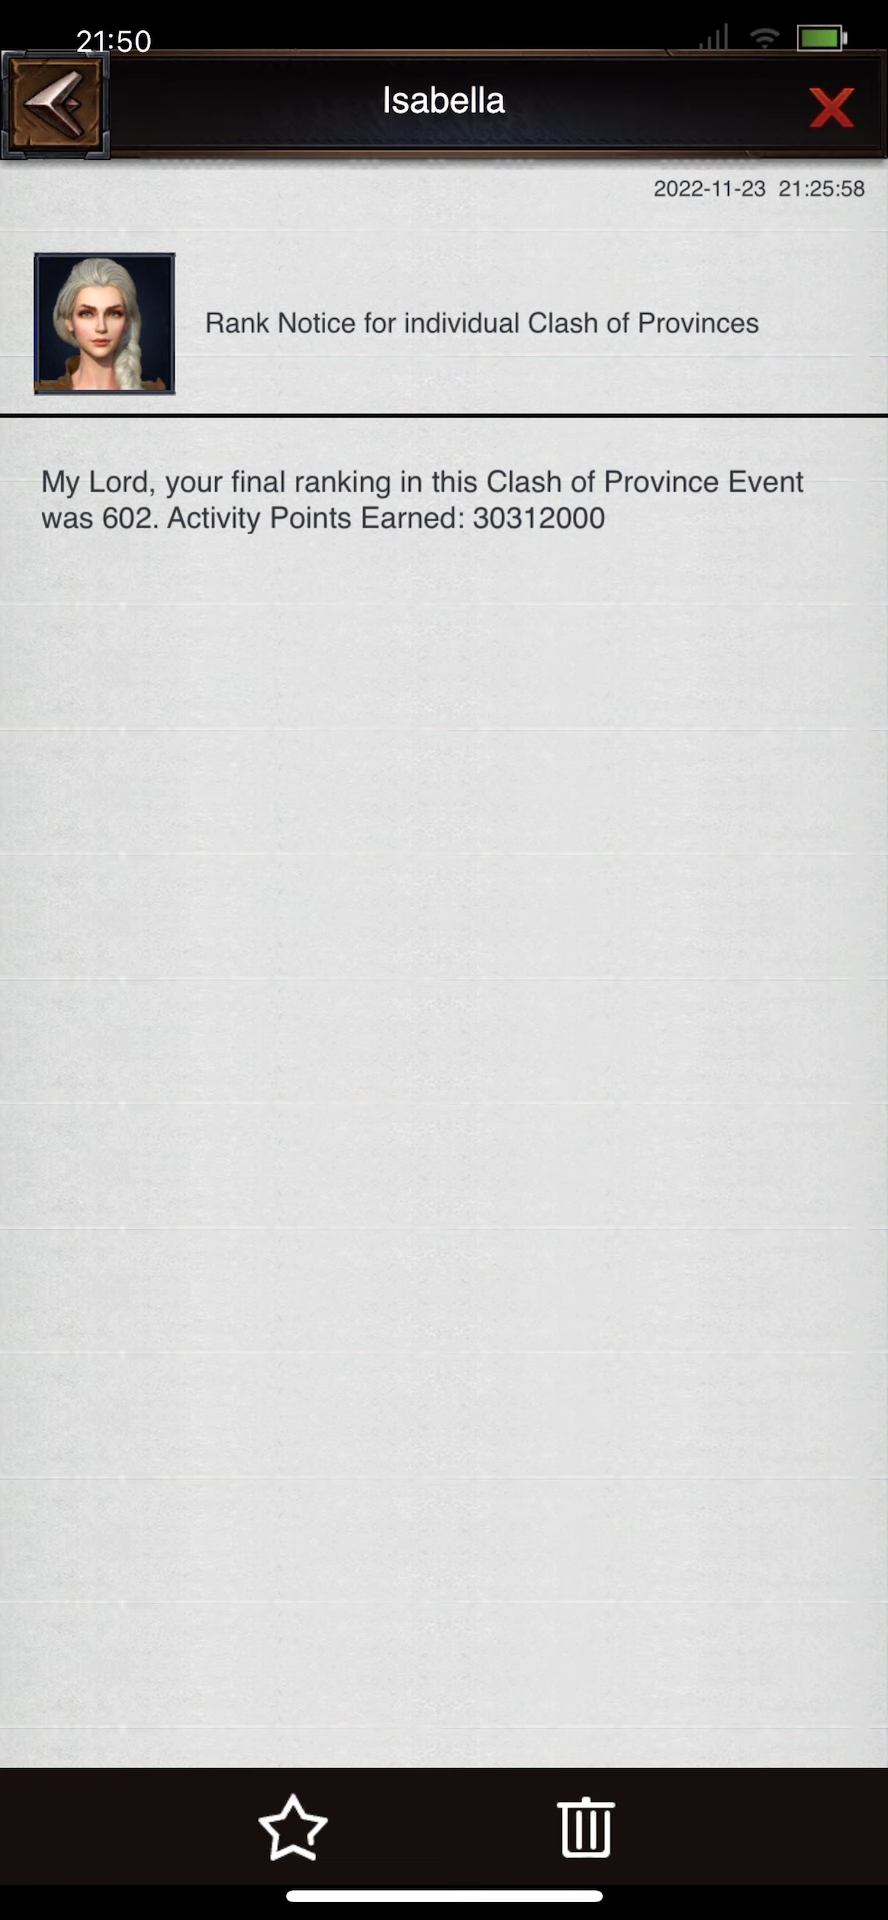 21:50
Isabella
2022-11-23 21:25:58
Rank Notice for individual Clash of Provinces
My Lord, your final ranking in this Clash of Province Event
was 602. Activity Points Earned: 30312000